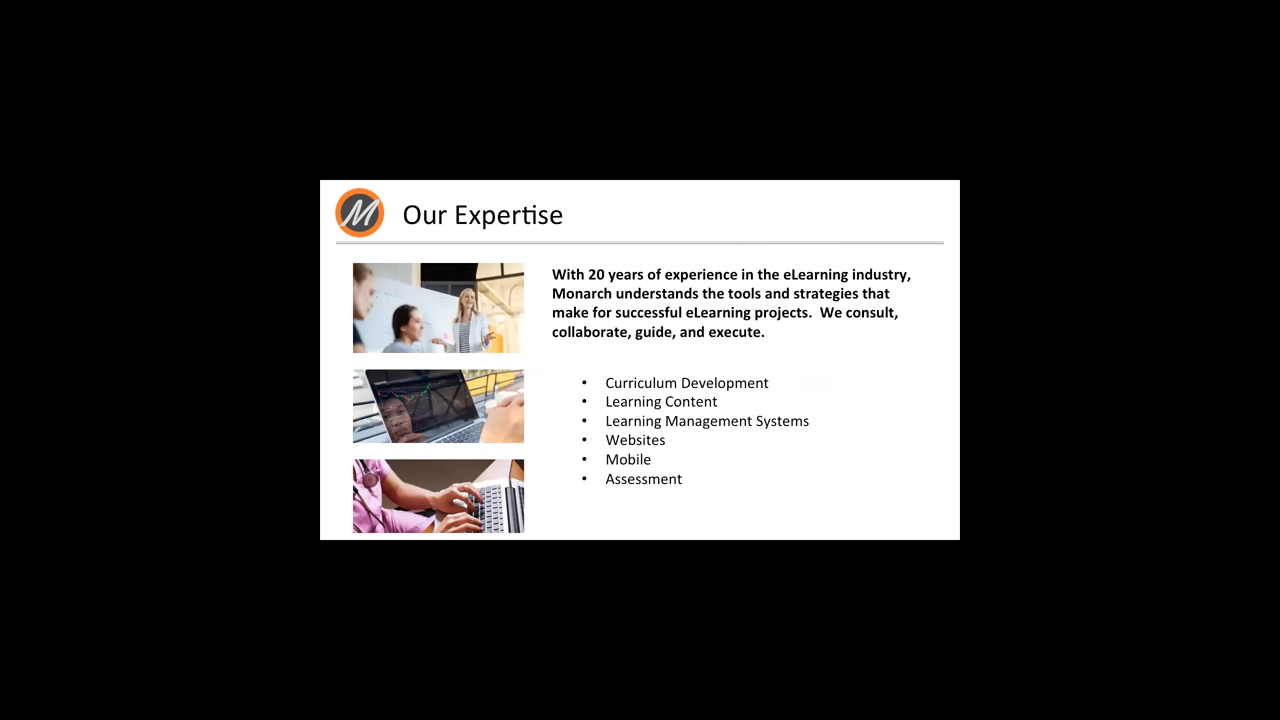 M
Our Expertise
With 20 years of experience in the eLearning industry,
Monarch understands the tools and strategies that
make for successful eLearning projects.  We consult,
collaborate, guide, and execute.
• Curriculum Development
• Learning Content
• Learning Management Systems
• Websites
• Mobile
• Assessment